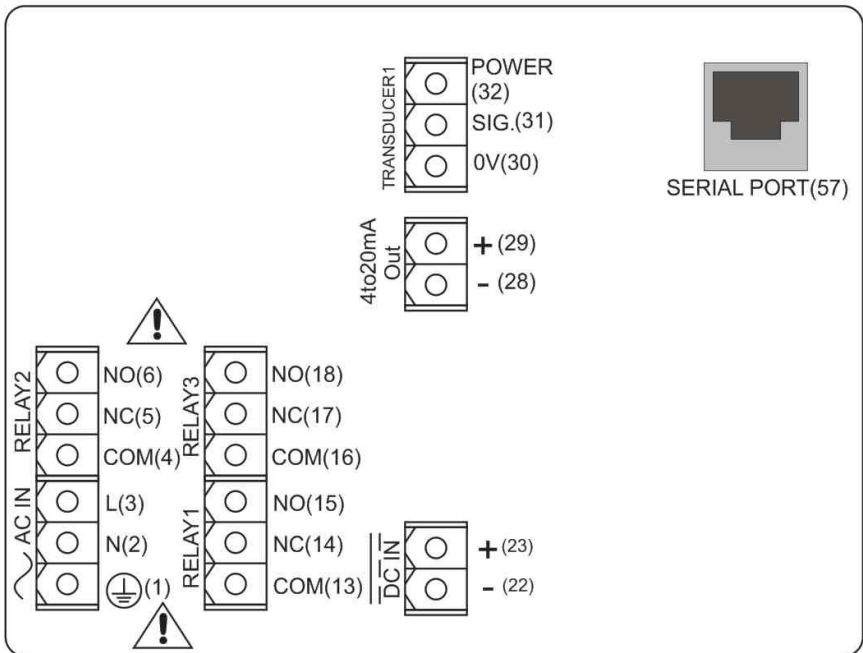 TRANSDUCER1
POWER
(32)
SIG.(31)
0V(30)
SERIAL PORT(57)
4to20mA
Out
+ (29)
- (28)
RELAY2
NO(6)
NC(5)
COM(4)
RELAY3
NO(18)
NC(17)
COM(16)
AC IN
L(3)
N(2)
(1)
RELAY1
NO(15)
NC(14)
COM(13)
DC IN
+ (23)
- (22)